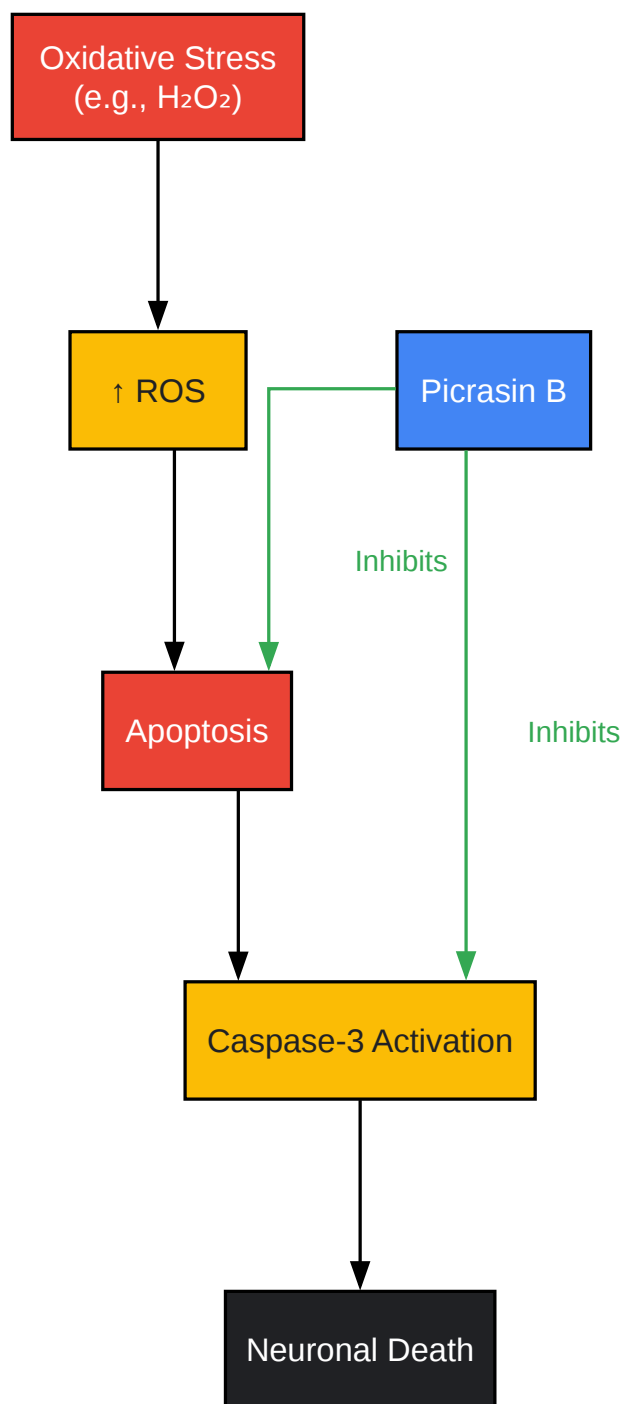 Oxidative Stress
(e.g., H₂O₂)
↑ ROS
Picrasin B
Inhibits
Apoptosis
Inhibits
Caspase-3 Activation
Neuronal Death